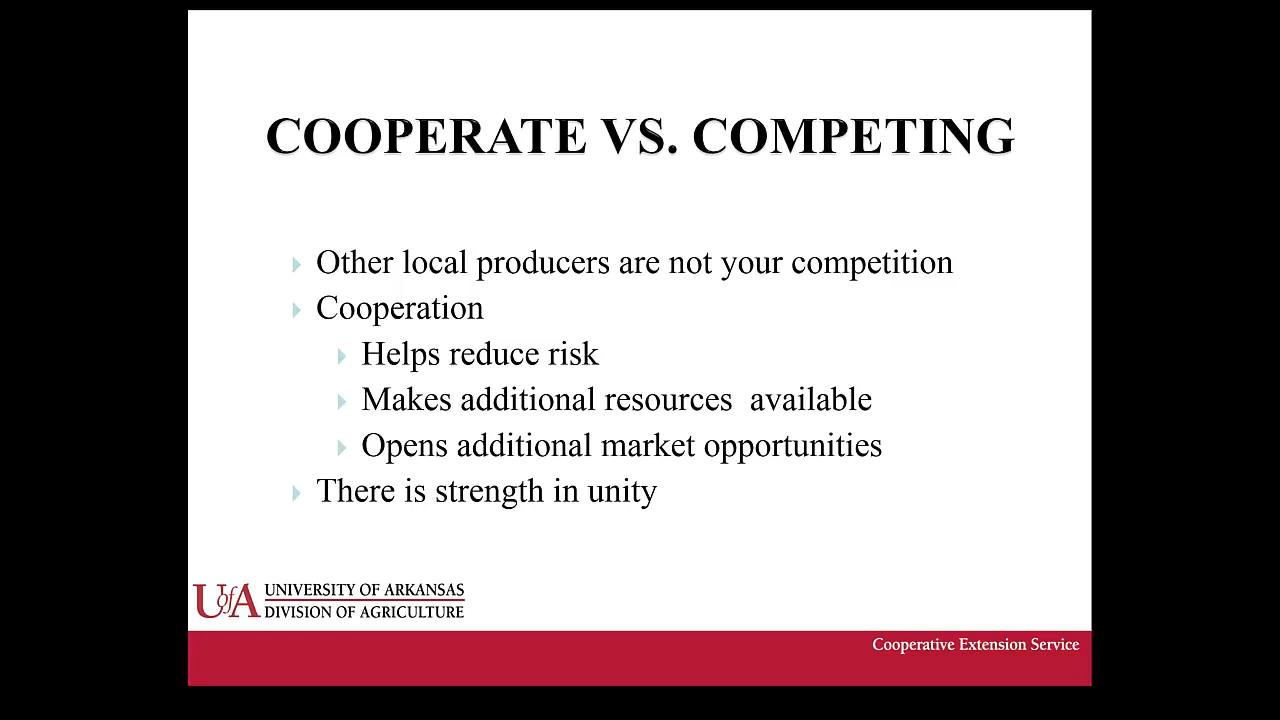 COOPERATE VS. COMPETING
Other local producers are not your competition
Cooperation
Helps reduce risk
Makes additional resources  available
Opens additional market opportunities
There is strength in unity
UofA UNIVERSITY OF ARKANSAS
DIVISION OF AGRICULTURE
Cooperative Extension Service